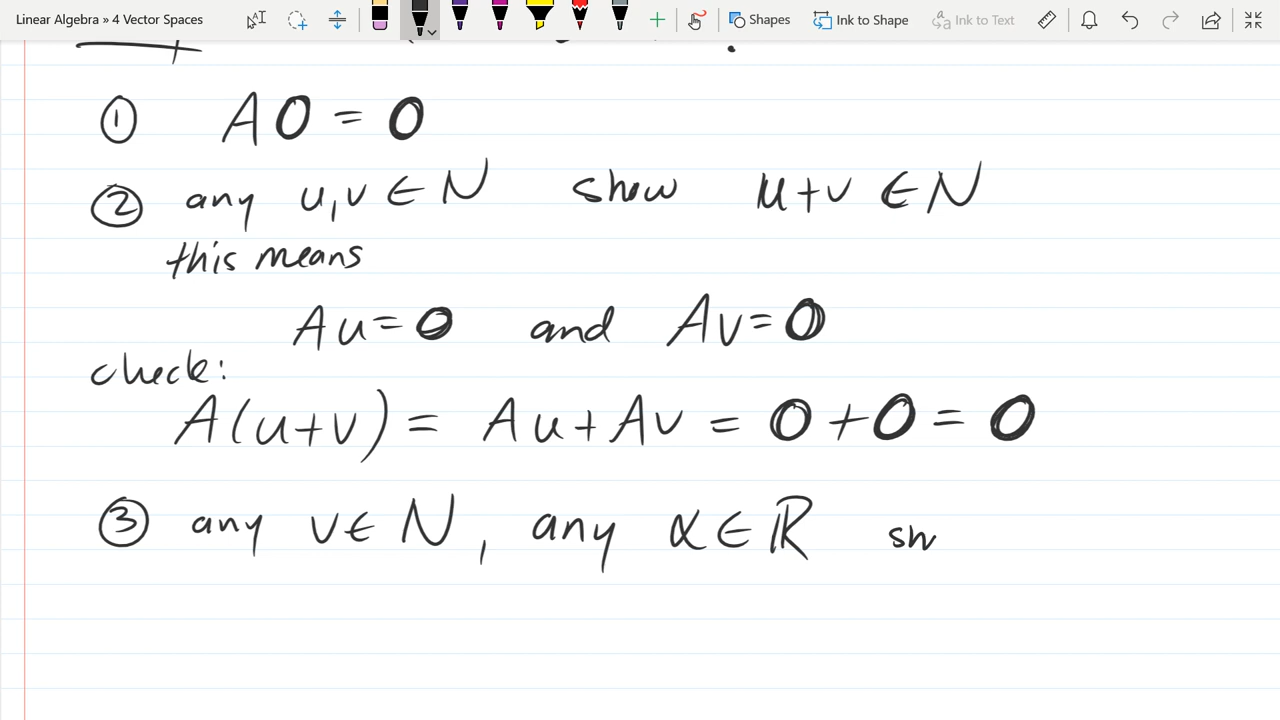 Linear Algebra » 4 Vector Spaces Shapes Ink to Shape Ink to Text
① A0 = 0
② any u,v ∈ N show u+v ∈ N
this means
Au=0 and Av=0
check:
A(u+v) = Au+Av = 0+0 = 0
③ any v∈ N, any α∈ℝ sh